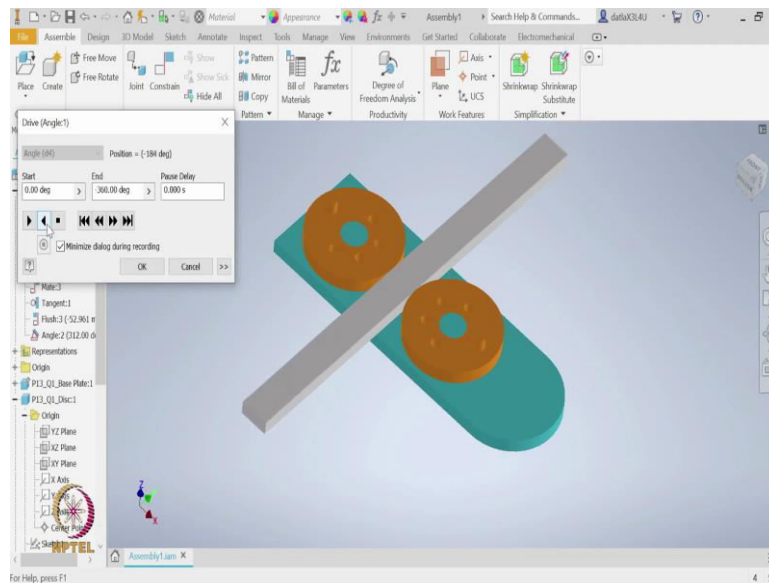 Material
Appearance
Assembly1
Search Help & Commands...
datlaX3L4U
File Assemble Design 3D Model Sketch Annotate Inspect Tools Manage View Environments Get Started Collaborate Electromechanical
Place
Create
Free Move
Free Rotate
Joint
Constrain
Show
Show Sick
Hide All
Pattern
Mirror
Copy
Bill of Materials
fx
Parameters
Degree of Freedom Analysis
Plane
Axis
Point
UCS
Shrinkwrap
Shrinkwrap Substitute
Pattern
Manage
Productivity
Work Features
Simplification
Drive (Angle:1)
Angle (d4)
Position = (-184 deg)
Start
End
Pause Delay
0.00 deg
-360.00 deg
0.000 s
Minimize dialog during recording
OK
Cancel
>>
Mate:3
Tangent:1
Flush:3 (-52.961 m
Angle:2 (312.00 d
Representations
Origin
P13_Q1_Base Plate:1
P13_Q1_Disc:1
Origin
YZ Plane
XZ Plane
XY Plane
X Axis
Center
NPTEL
Z
X
Assembly1.iam
For Help, press F1
4